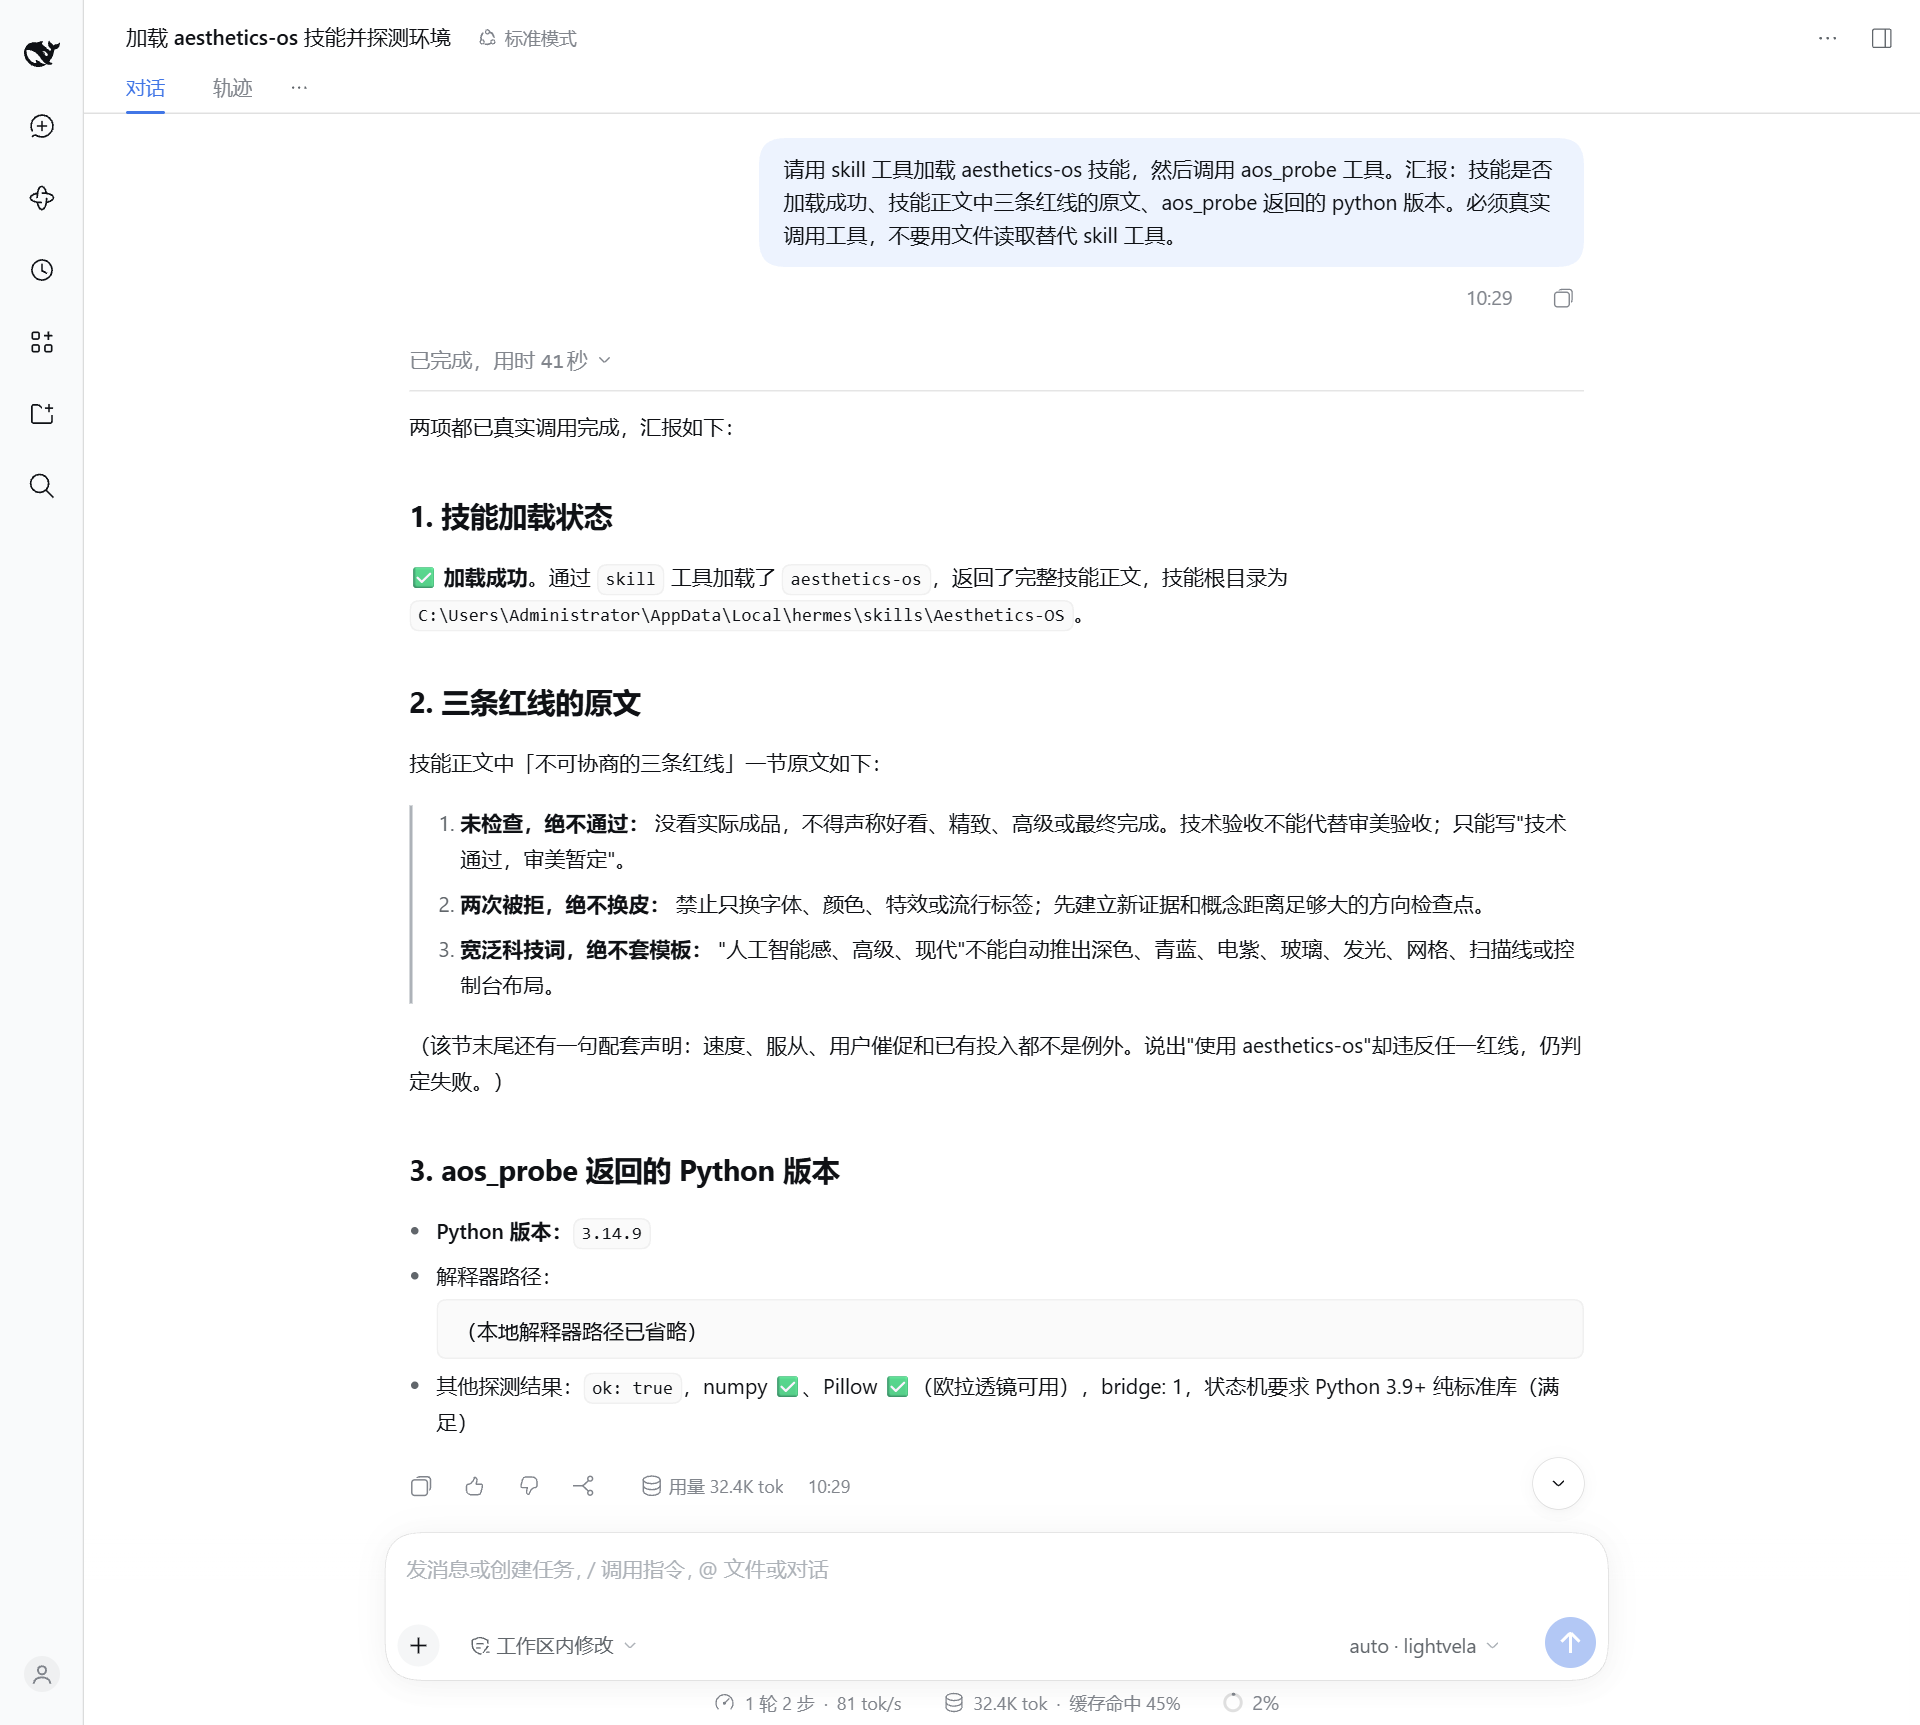 加载 aesthetics-os 技能并探测环境 标准模式
对话 轨迹 ···
请用 skill 工具加载 aesthetics-os 技能，然后调用 aos_probe 工具。汇报：技能是否
加载成功、技能正文中三条红线的原文、aos_probe 返回的 python 版本。必须真实
调用工具，不要用文件读取替代 skill 工具。
10:29
已完成，用时 41秒
两项都已真实调用完成，汇报如下：
1. 技能加载状态
✅ 加载成功。通过 skill 工具加载了 aesthetics-os，返回了完整技能正文，技能根目录为
C:\Users\Administrator\AppData\Local\hermes\skills\Aesthetics-OS。
2. 三条红线的原文
技能正文中「不可协商的三条红线」一节原文如下：
1. 未检查，绝不通过： 没看实际成品，不得声称好看、精致、高级或最终完成。技术验收不能代替审美验收；只能写"技术
通过，审美暂定"。
2. 两次被拒，绝不换皮： 禁止只换字体、颜色、特效或流行标签；先建立新证据和概念距离足够大的方向检查点。
3. 宽泛科技词，绝不套模板： "人工智能感、高级、现代"不能自动推出深色、青蓝、电紫、玻璃、发光、网格、扫描线或控
制台布局。
（该节末尾还有一句配套声明：速度、服从、用户催促和已有投入都不是例外。说出"使用 aesthetics-os"却违反任一红线，仍判
定失败。）
3. aos_probe 返回的 Python 版本
• Python 版本： 3.14.9
• 解释器路径：
（本地解释器路径已省略）
• 其他探测结果： ok: true，numpy ✅、Pillow ✅（欧拉透镜可用），bridge: 1，状态机要求 Python 3.9+ 纯标准库（满
足）
用量 32.4K tok 10:29
发消息或创建任务, / 调用指令, @ 文件或对话
工作区内修改 auto · lightvela
1 轮 2 步 · 81 tok/s 32.4K tok · 缓存命中 45% 2%